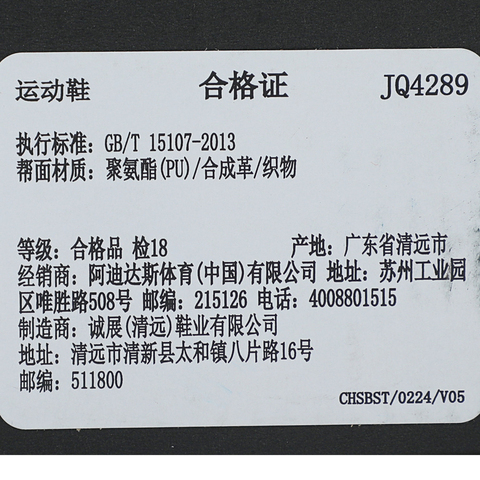 运动鞋 合格证 JQ4289
执行标准: GB/T 15107-2013
帮面材质: 聚氨酯(PU)/合成革/织物
等级: 合格品 检18 产地: 广东省清远市
经销商: 阿迪达斯体育(中国)有限公司 地址: 苏州工业园
区唯胜路508号 邮编: 215126 电话: 4008801515
制造商: 诚展(清远)鞋业有限公司
地址: 清远市清新县太和镇八片路16号
邮编: 511800
CHSBST/0224/V05